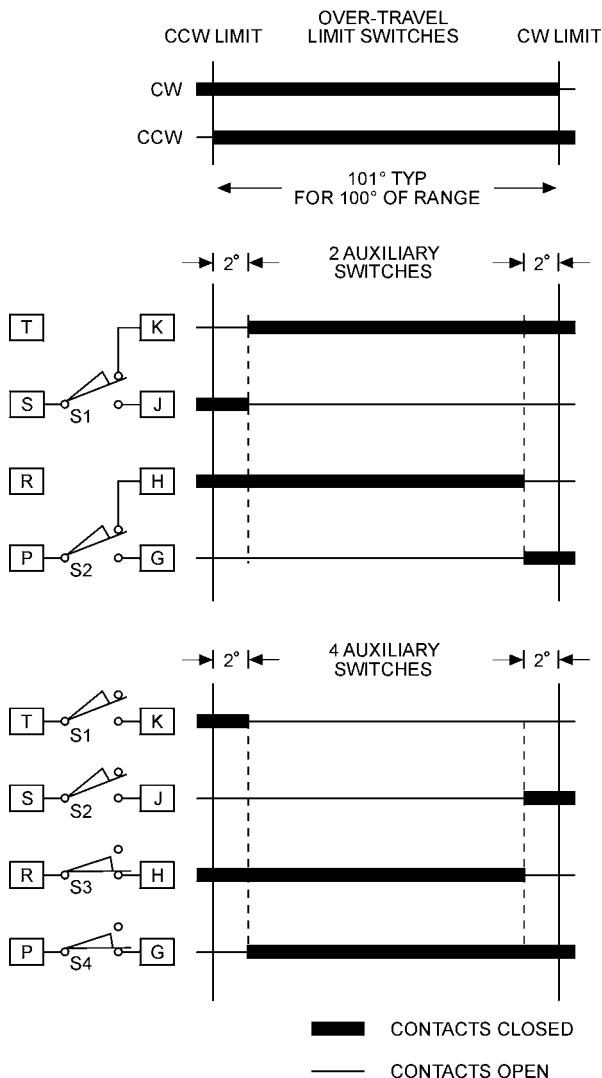 OVER-TRAVEL
CCW LIMIT LIMIT SWITCHES CW LIMIT
CW
CCW
101° TYP
FOR 100° OF RANGE
2° 2 AUXILIARY 2°
SWITCHES
T K
S S1 J
R H
P S2 G
2° 4 AUXILIARY 2°
SWITCHES
T S1 K
S S2 J
R S3 H
P S4 G
CONTACTS CLOSED
CONTACTS OPEN